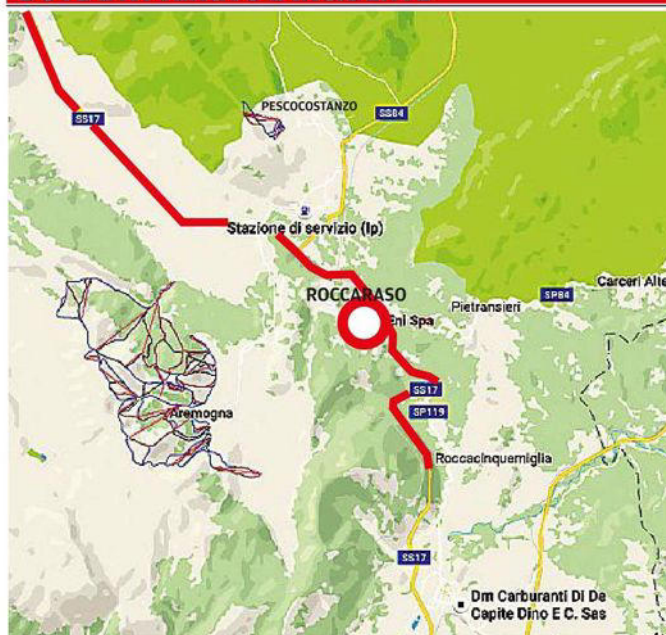 PESCOCOSTANZO
SS84
SS17
Stazione di servizio (Ip)
ROCCARASO
Eni Spa
Pietransieri
SP84
Carceri Alte
Aremogna
SS17
SP119
Roccacinquemiglia
SS17
Dm Carburanti Di De
Capite Dino E C. Sas